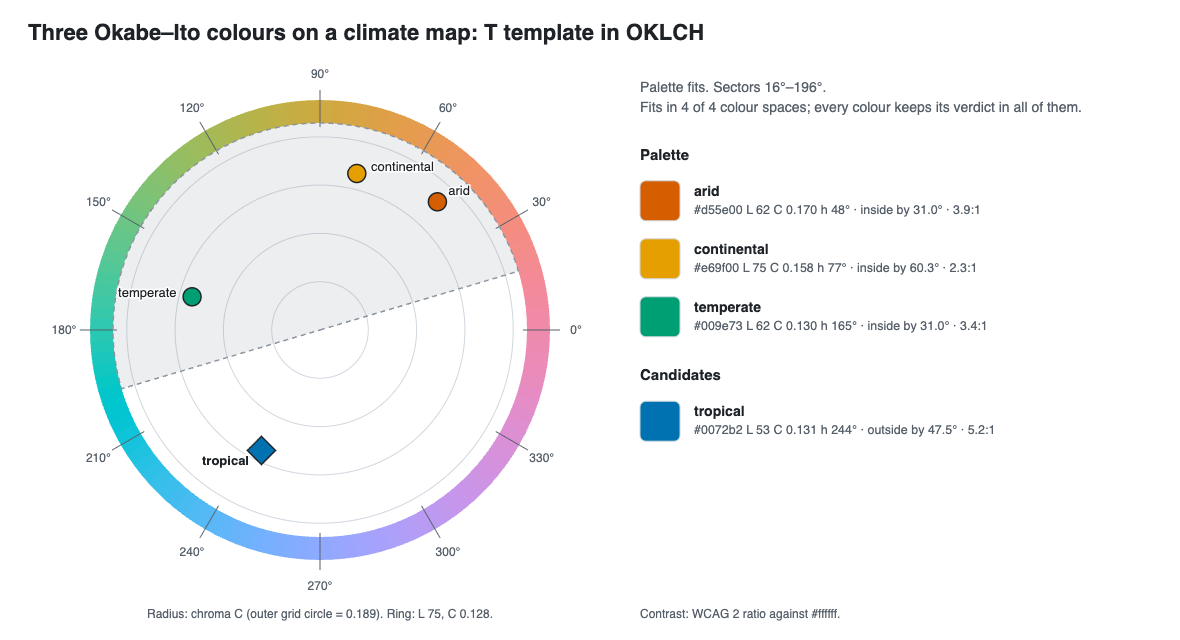 Three Okabe–Ito colours on a climate map: T template in OKLCH
90°
120°
60°
150°
30°
180°
0°
210°
330°
240°
300°
270°
continental
arid
temperate
tropical
Radius: chroma C (outer grid circle = 0.189). Ring: L 75, C 0.128.
Palette fits. Sectors 16°–196°.
Fits in 4 of 4 colour spaces; every colour keeps its verdict in all of them.
Palette
arid
#d55e00 L 62 C 0.170 h 48° · inside by 31.0° · 3.9:1
continental
#e69f00 L 75 C 0.158 h 77° · inside by 60.3° · 2.3:1
temperate
#009e73 L 62 C 0.130 h 165° · inside by 31.0° · 3.4:1
Candidates
tropical
#0072b2 L 53 C 0.131 h 244° · outside by 47.5° · 5.2:1
Contrast: WCAG 2 ratio against #ffffff.